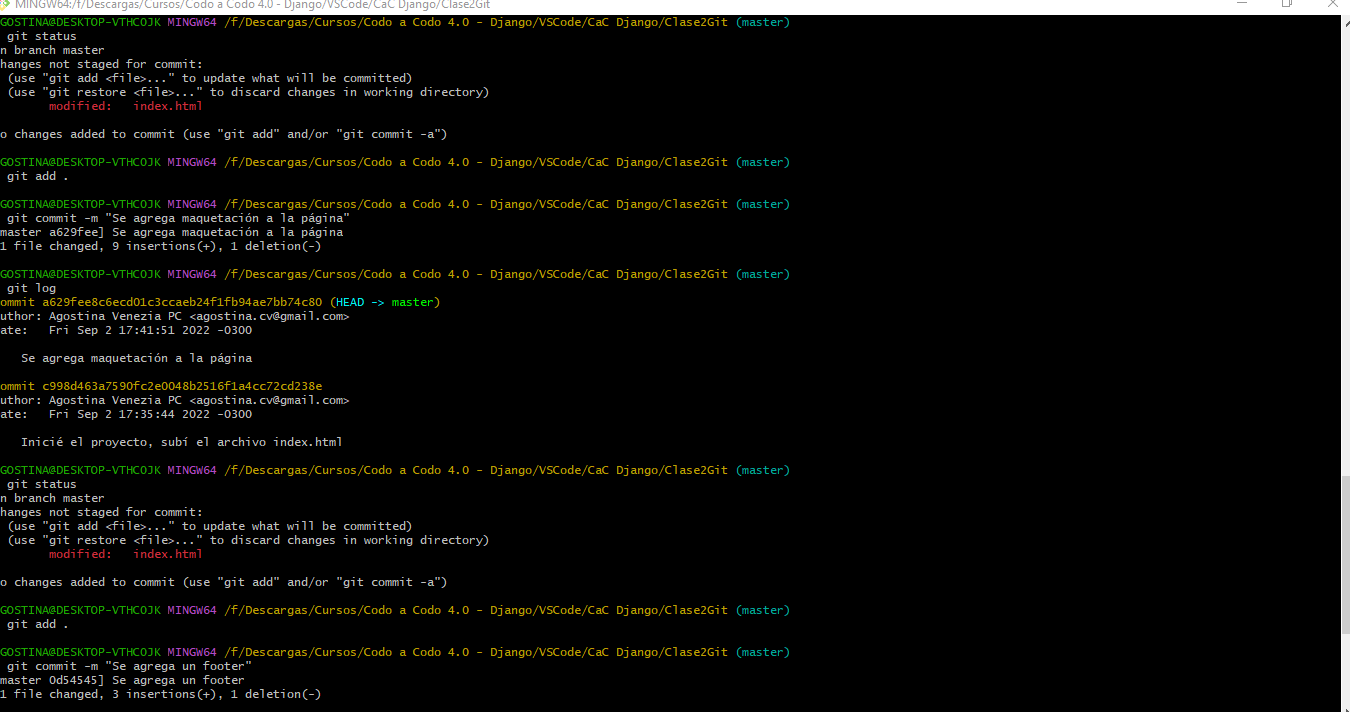 MINGW64:/f/Descargas/Cursos/Codo a Codo 4.0 - Django/VSCode/CaC Django/Clase2Git
GOSTINA@DESKTOP-VTHCOJK MINGW64 /f/Descargas/Cursos/Codo a Codo 4.0 - Django/VSCode/CaC Django/Clase2Git (master)
git status
n branch master
hanges not staged for commit:
(use "git add <file>..." to update what will be committed)
(use "git restore <file>..." to discard changes in working directory)
modified: index.html
o changes added to commit (use "git add" and/or "git commit -a")
GOSTINA@DESKTOP-VTHCOJK MINGW64 /f/Descargas/Cursos/Codo a Codo 4.0 - Django/VSCode/CaC Django/Clase2Git (master)
git add .
GOSTINA@DESKTOP-VTHCOJK MINGW64 /f/Descargas/Cursos/Codo a Codo 4.0 - Django/VSCode/CaC Django/Clase2Git (master)
git commit -m "Se agrega maquetación a la página"
master a629fee] Se agrega maquetación a la página
1 file changed, 9 insertions(+), 1 deletion(-)
GOSTINA@DESKTOP-VTHCOJK MINGW64 /f/Descargas/Cursos/Codo a Codo 4.0 - Django/VSCode/CaC Django/Clase2Git (master)
git log
ommit a629fee8c6ecd01c3ccaeb24f1fb94ae7bb74c80 (HEAD -> master)
uthor: Agostina Venezia PC <agostina.cv@gmail.com>
ate: Fri Sep 2 17:41:51 2022 -0300
Se agrega maquetación a la página
ommit c998d463a7590fc2e0048b2516f1a4cc72cd238e
uthor: Agostina Venezia PC <agostina.cv@gmail.com>
ate: Fri Sep 2 17:35:44 2022 -0300
Inicié el proyecto, subí el archivo index.html
GOSTINA@DESKTOP-VTHCOJK MINGW64 /f/Descargas/Cursos/Codo a Codo 4.0 - Django/VSCode/CaC Django/Clase2Git (master)
git status
n branch master
hanges not staged for commit:
(use "git add <file>..." to update what will be committed)
(use "git restore <file>..." to discard changes in working directory)
modified: index.html
o changes added to commit (use "git add" and/or "git commit -a")
GOSTINA@DESKTOP-VTHCOJK MINGW64 /f/Descargas/Cursos/Codo a Codo 4.0 - Django/VSCode/CaC Django/Clase2Git (master)
git add .
GOSTINA@DESKTOP-VTHCOJK MINGW64 /f/Descargas/Cursos/Codo a Codo 4.0 - Django/VSCode/CaC Django/Clase2Git (master)
git commit -m "Se agrega un footer"
master 0d54545] Se agrega un footer
1 file changed, 3 insertions(+), 1 deletion(-)